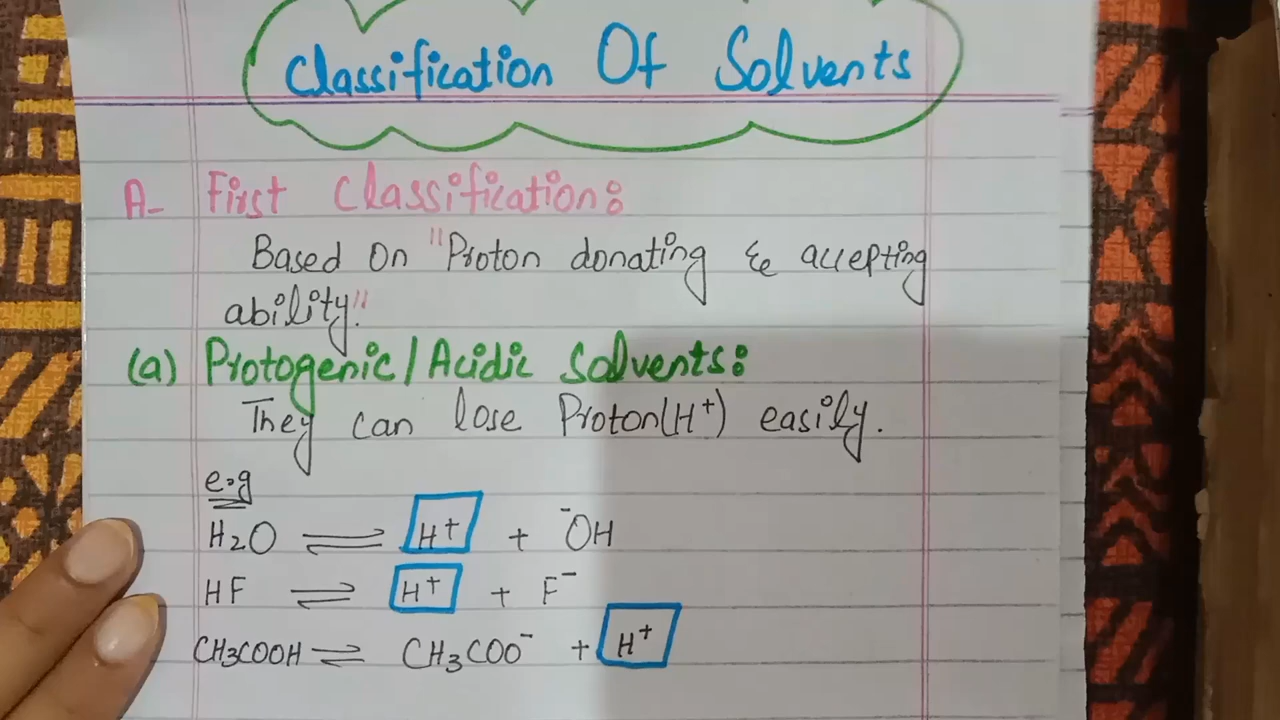 Classification Of Solvents
A- First Classification:
Based On "Proton donating & accepting
ability"
(a) Protogenic/Acidic Solvents:
They can lose Proton(H⁺) easily.
e.g
H₂O ⇌ H⁺ + ⁻OH
HF ⇌ H⁺ + F⁻
CH₃COOH ⇌ CH₃COO⁻ + H⁺